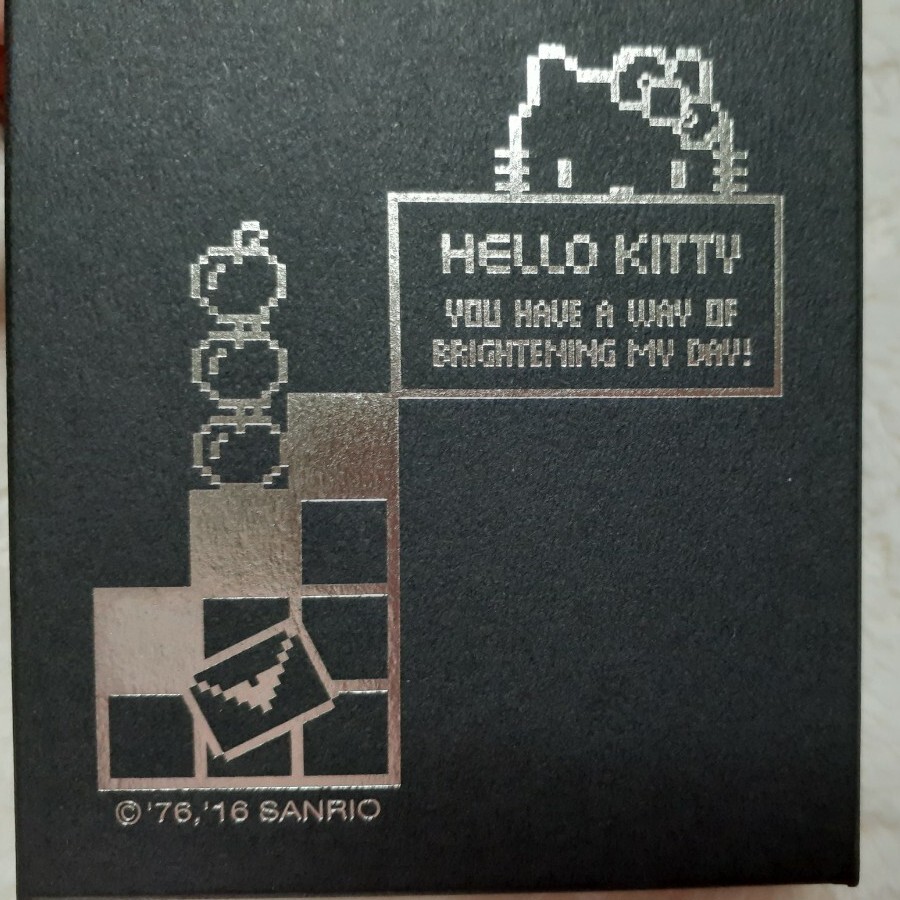 HELLO KITTY
YOU HAVE A WAY OF
BRIGHTENING MY DAY!
©'76,'16 SANRIO